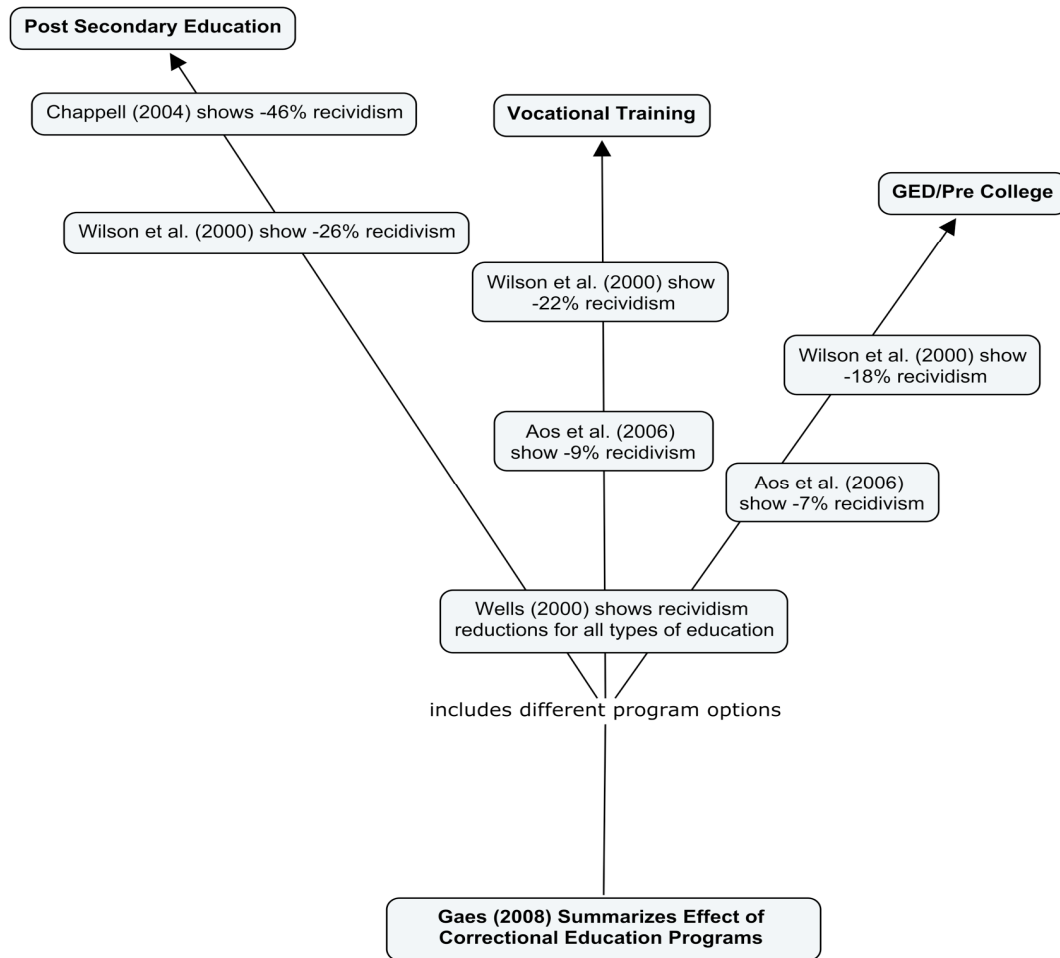 Post Secondary Education
Chappell (2004) shows -46% recividism
Vocational Training
GED/Pre College
Wilson et al. (2000) show -26% recidivism
Wilson et al. (2000) show
-22% recividism
Wilson et al. (2000) show
-18% recividism
Aos et al. (2006)
show -9% recidivism
Aos et al. (2006)
show -7% recidivism
Wells (2000) shows recividism
reductions for all types of education
includes different program options
Gaes (2008) Summarizes Effect of
Correctional Education Programs